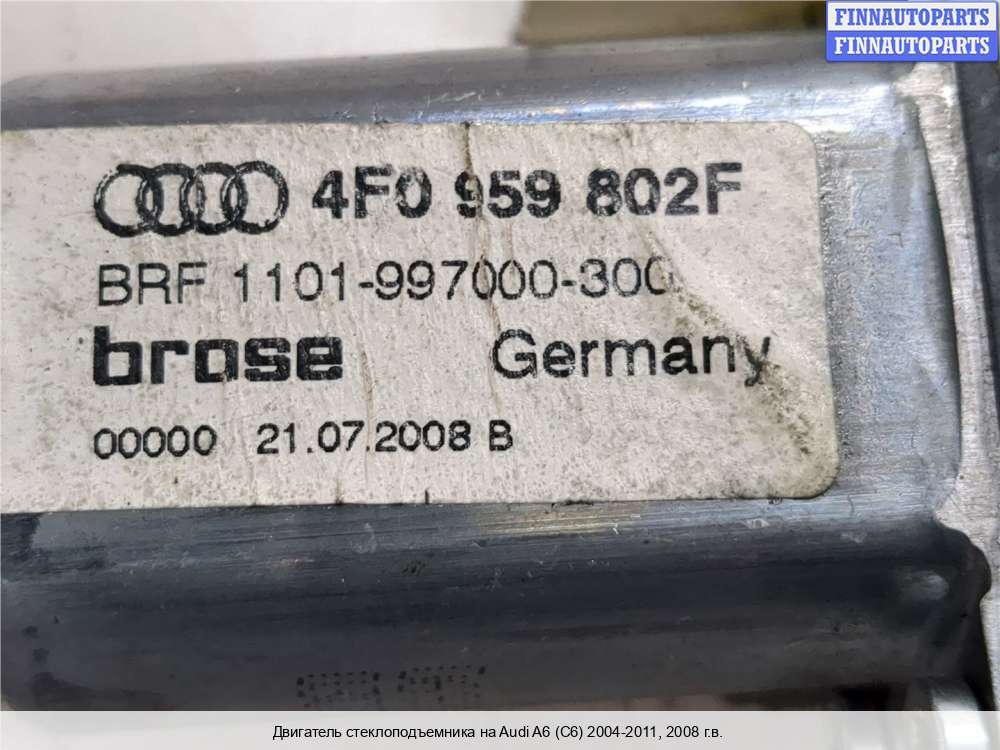 FINNAUTOPARTS
FINNAUTOPARTS
4F0 959 802F
BRF 1101-997000-300
brose Germany
00000 21.07.2008 B
Двигатель стеклоподъемника на Audi A6 (C6) 2004-2011, 2008 г.в.